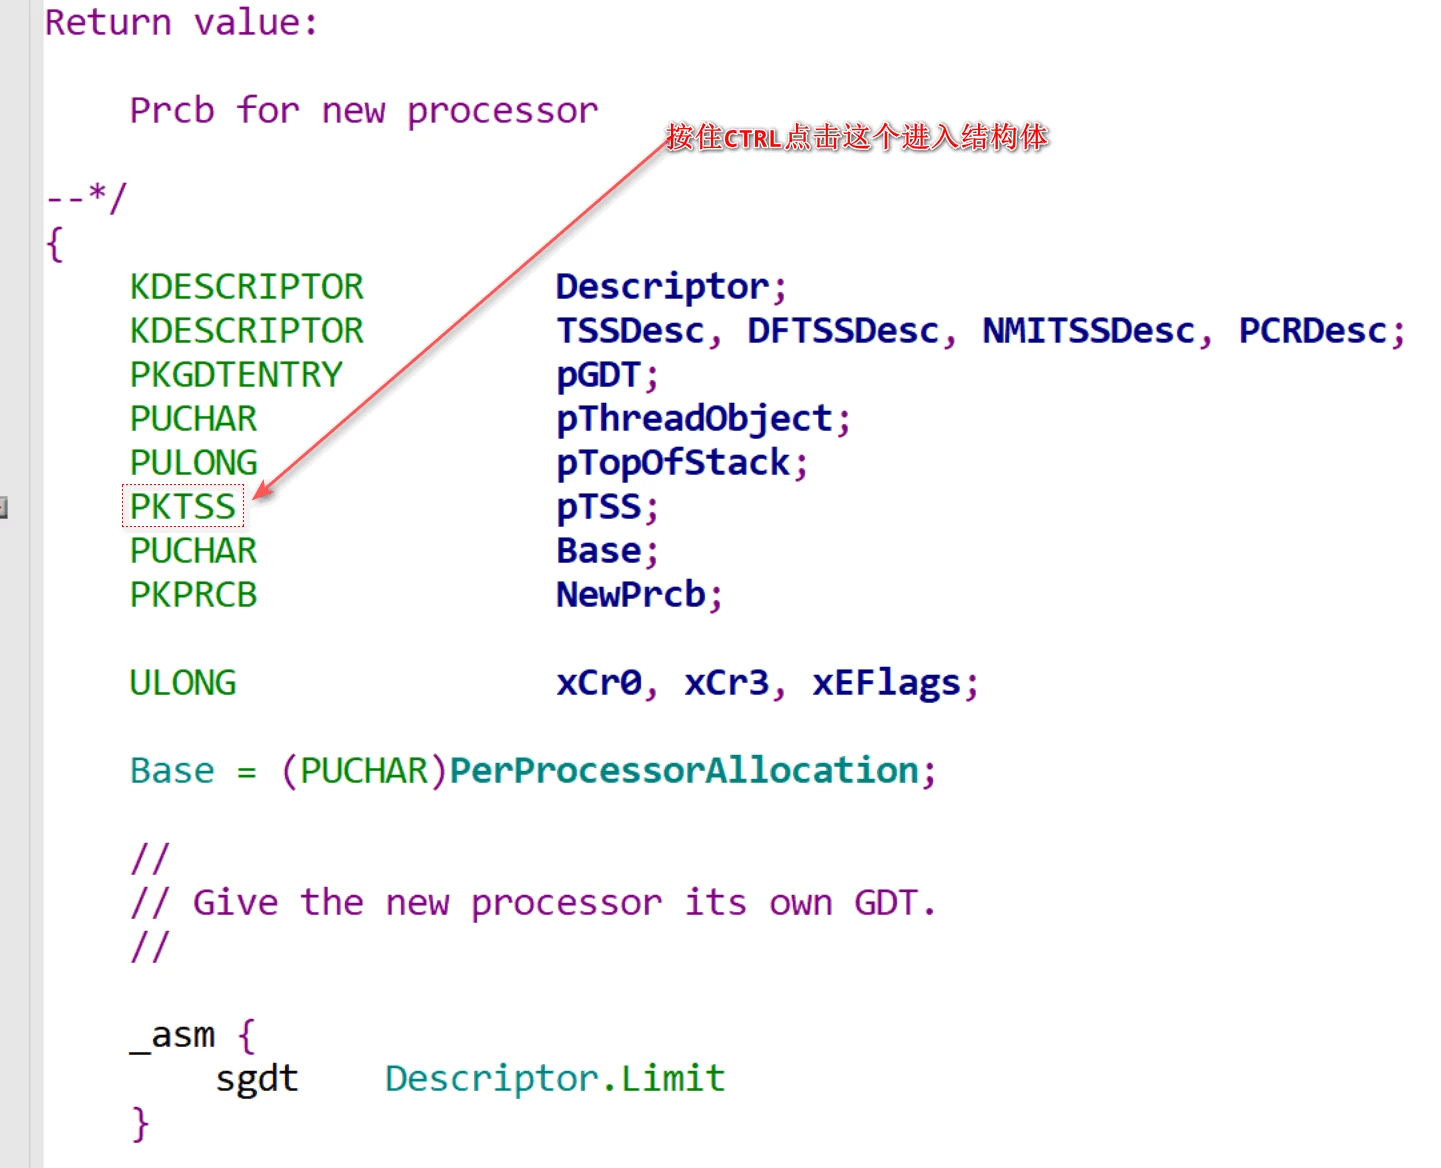 Return value:
Prcb for new processor
按住CTRL点击这个进入结构体
--*/
{
KDESCRIPTOR Descriptor;
KDESCRIPTOR TSSDesc, DFTSSDesc, NMITSSDesc, PCRDesc;
PKGDTENTRY pGDT;
PUCHAR pThreadObject;
PULONG pTopOfStack;
PKTSS pTSS;
PUCHAR Base;
PKPRCB NewPrcb;
ULONG xCr0, xCr3, xEFlags;
Base = (PUCHAR)PerProcessorAllocation;
//
// Give the new processor its own GDT.
//
_asm {
sgdt Descriptor.Limit
}